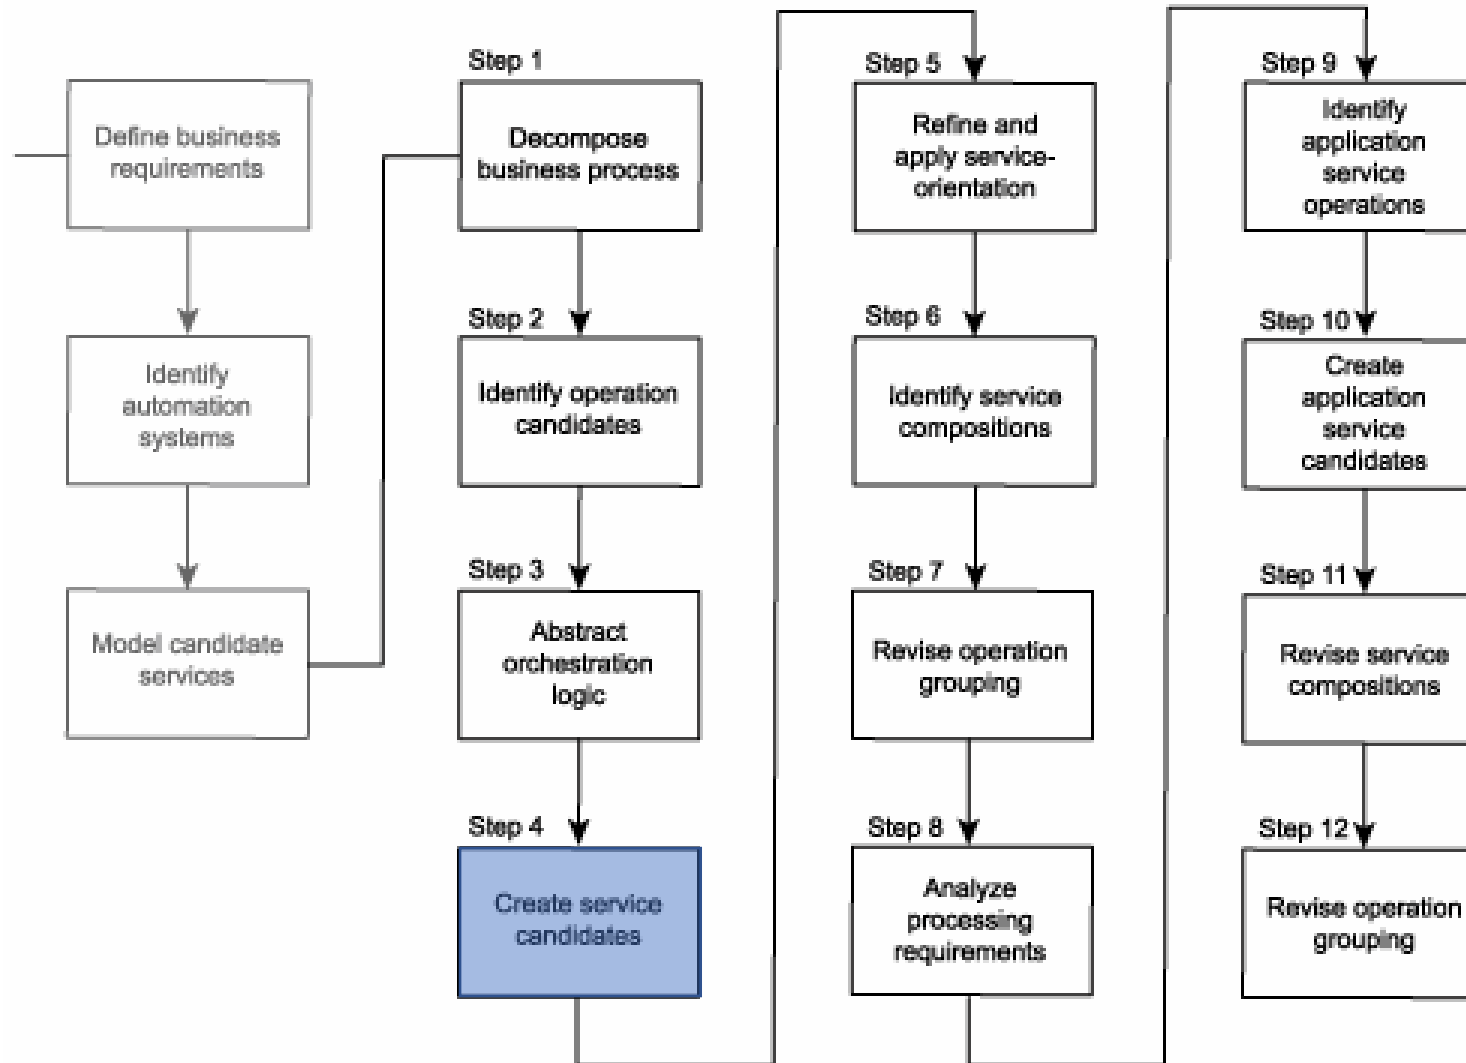 Define business
requirements
Identify
automation
systems
Model candidate
services
Step 1
Decompose
business process
Step 2
Identify operation
candidates
Step 3
Abstract
orchestration
logic
Step 4
Create service
candidates
Step 5
Refine and
apply service-
orientation
Step 6
Identify service
compositions
Step 7
Revise operation
grouping
Step 8
Analyze
processing
requirements
Step 9
Identify
application
service
operations
Step 10
Create
application
service
candidates
Step 11
Revise service
compositions
Step 12
Revise operation
grouping